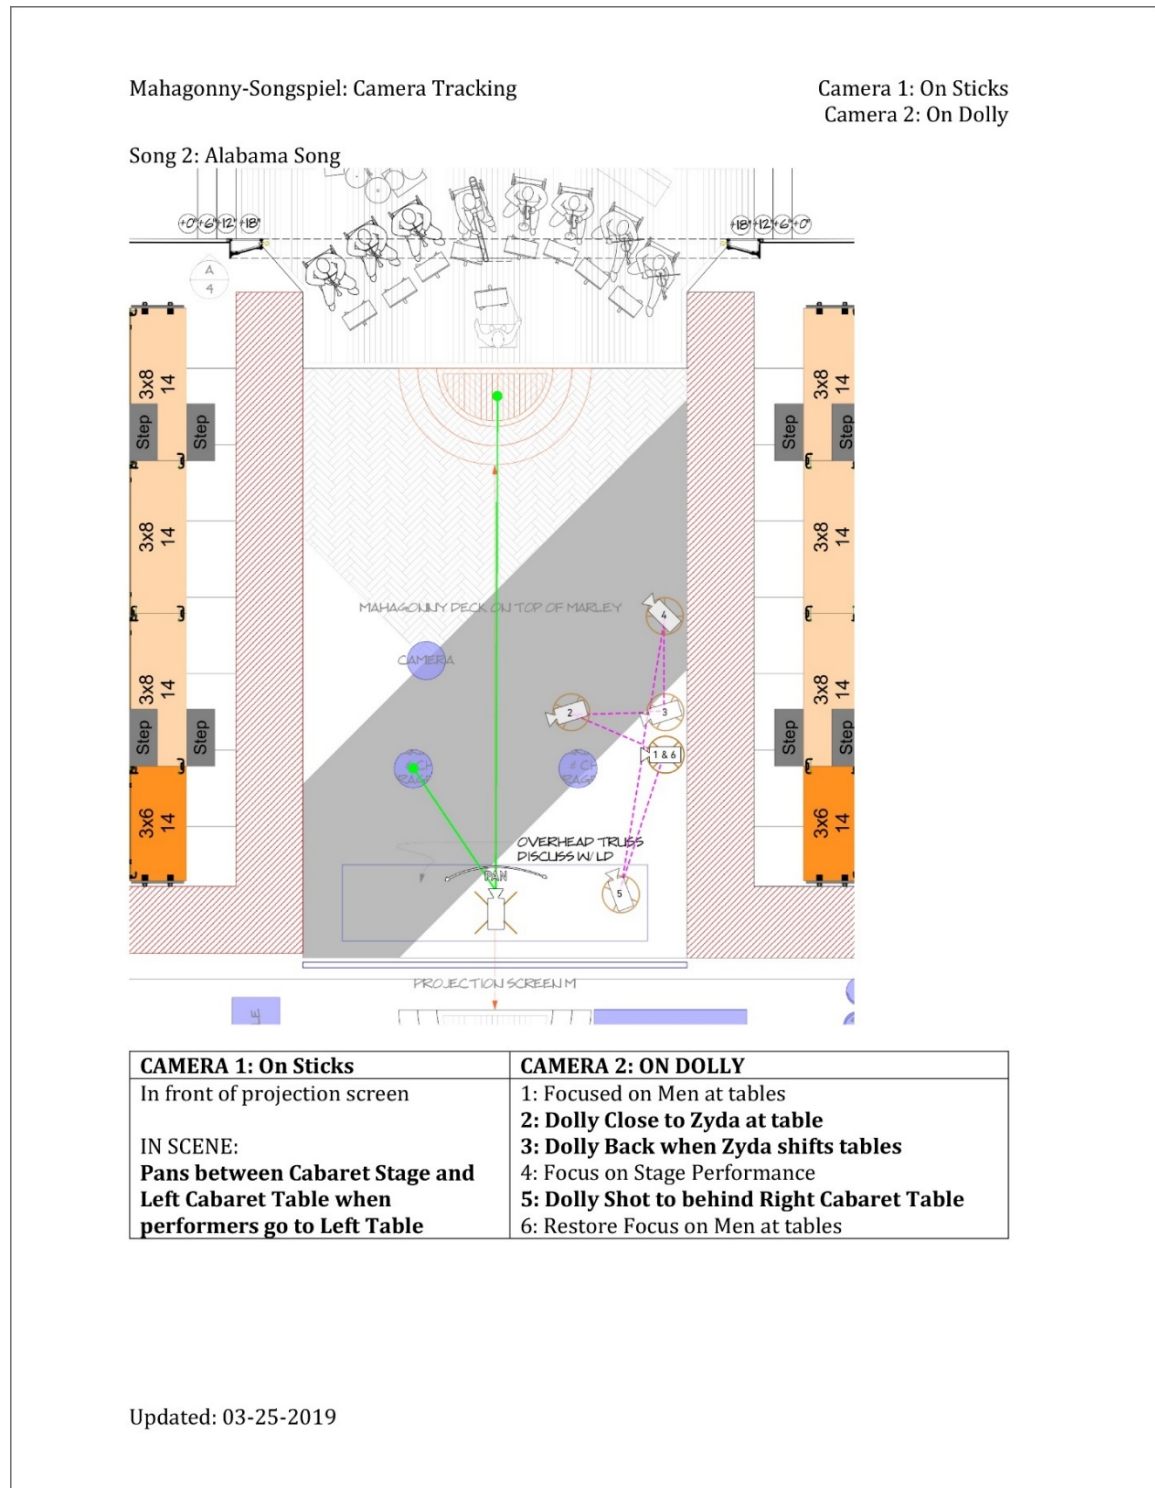 Mahagonny-Songspiel: Camera Tracking
Camera 1: On Sticks
Camera 2: On Dolly
Song 2: Alabama Song
+0" +6" +12" +18"
+18" +12" +6" +0"
A
4
3x8
14
Step
Step
3x8
14
3x8
14
Step
Step
3x6
14
3x8
14
Step
Step
3x8
14
3x8
14
Step
Step
3x6
14
MAHAGONNY DECK ON TOP OF MARLEY
4
CAMERA
2
3
1 & 6
OVERHEAD TRUSS
DISCUSS W/ LD
PAN
5
PROJECTION SCREEN M
CAMERA 1: On Sticks
In front of projection screen
IN SCENE:
Pans between Cabaret Stage and
Left Cabaret Table when
performers go to Left Table
CAMERA 2: ON DOLLY
1: Focused on Men at tables
2: Dolly Close to Zyda at table
3: Dolly Back when Zyda shifts tables
4: Focus on Stage Performance
5: Dolly Shot to behind Right Cabaret Table
6: Restore Focus on Men at tables
Updated: 03-25-2019